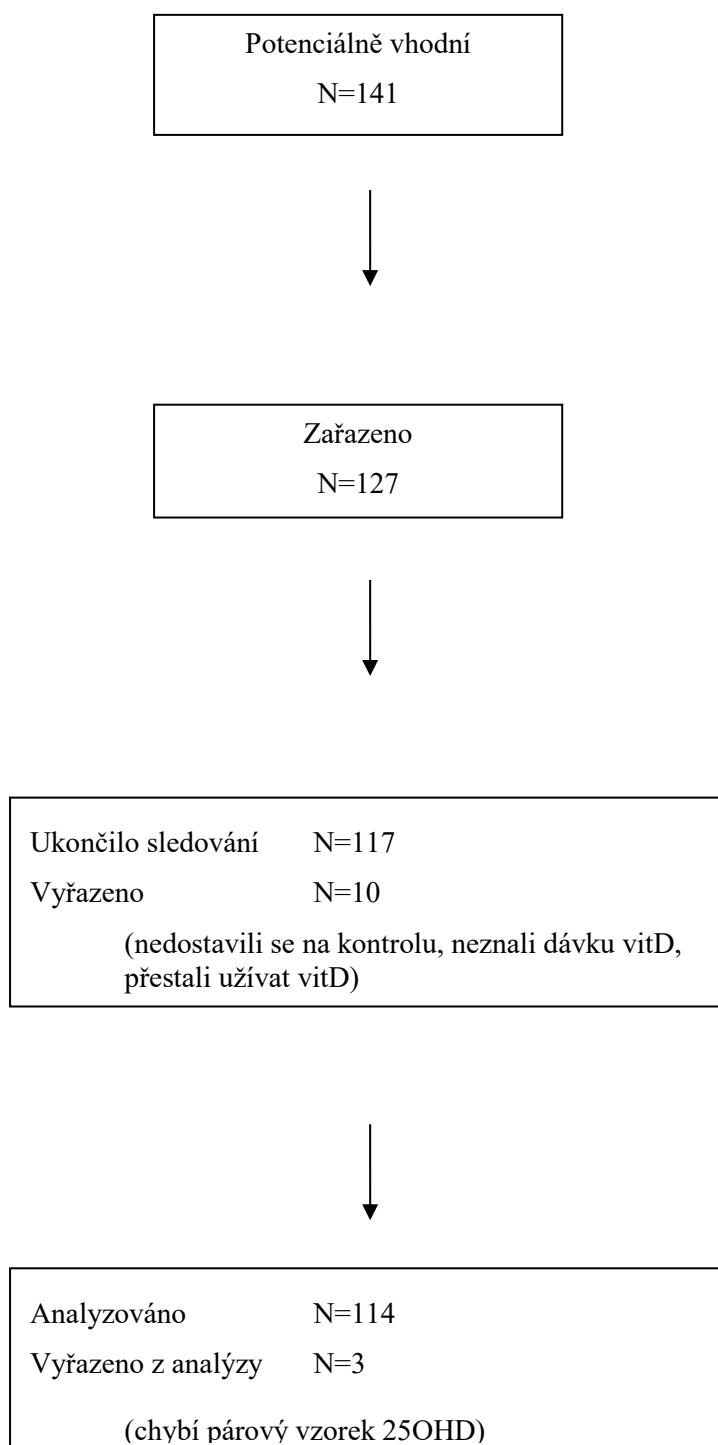 Potenciálně vhodní
N=141
Zařazeno
N=127
Ukončilo sledování N=117
Vyřazeno N=10
(nedostavili se na kontrolu, neznali dávku vitD,
přestali užívat vitD)
Analyzováno N=114
Vyřazeno z analýzy N=3
(chybí párový vzorek 25OHD)